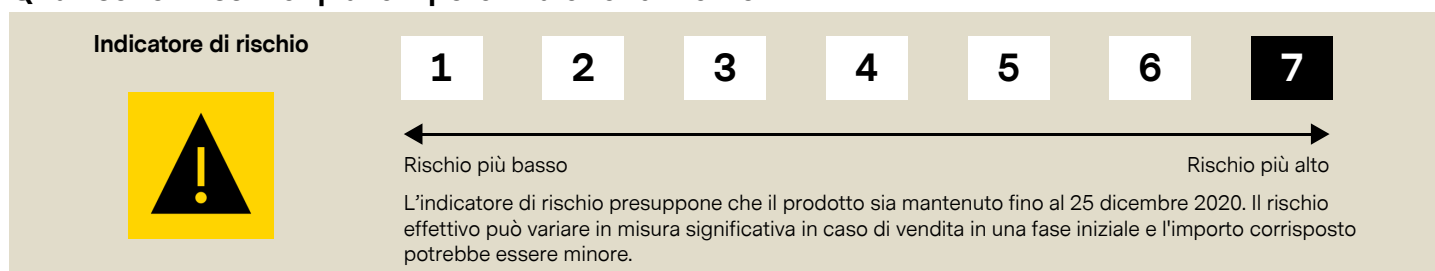 Indicatore di rischio
1 2 3 4 5 6 7
Rischio più basso Rischio più alto
L'indicatore di rischio presuppone che il prodotto sia mantenuto fino al 25 dicembre 2020. Il rischio
effettivo può variare in misura significativa in caso di vendita in una fase iniziale e l'importo corrisposto
potrebbe essere minore.